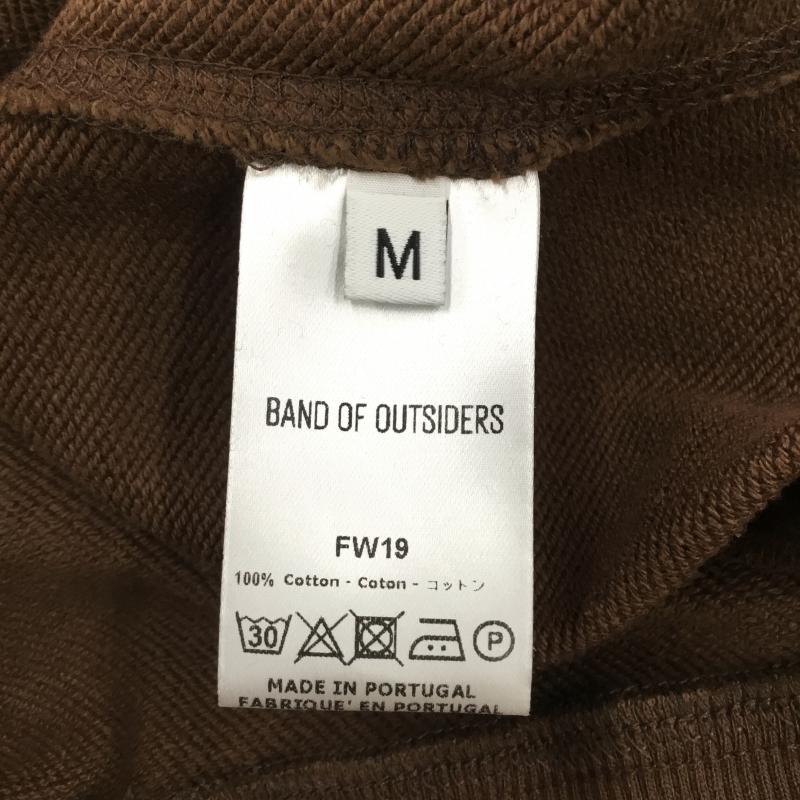 M
BAND OF OUTSIDERS
FW19
100% Cotton - Coton - コットン
30 P
MADE IN PORTUGAL
FABRIQUE' EN PORTUGAL